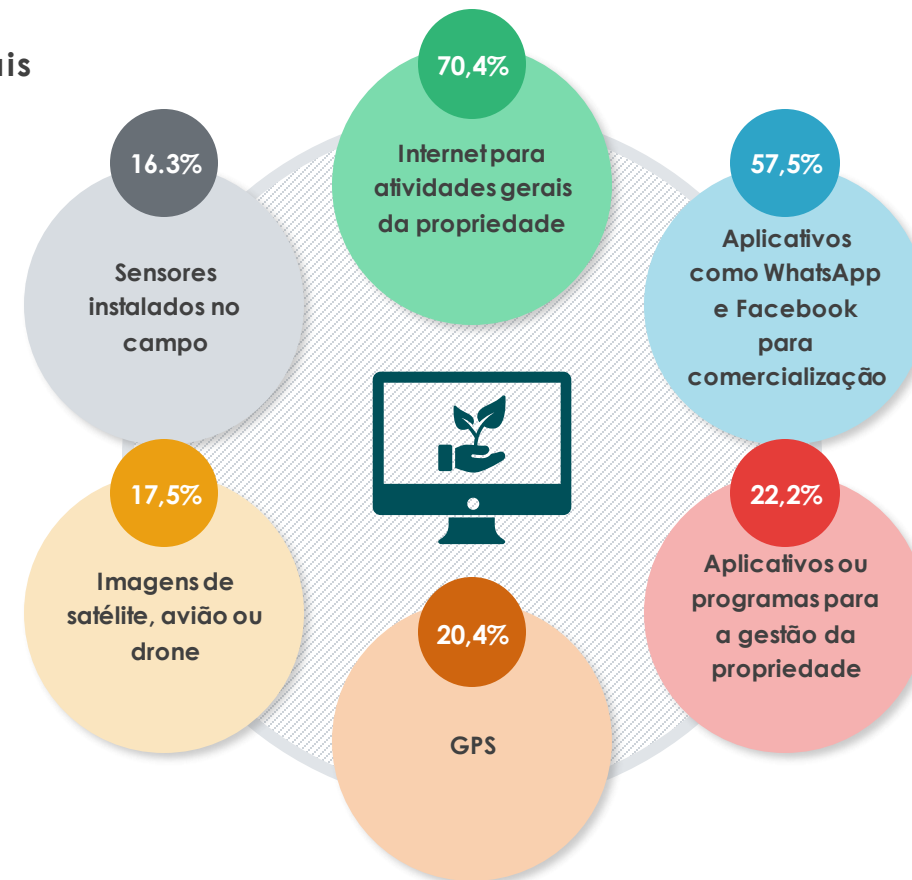 is
70,4%
Internet para
atividades gerais
da propriedade
57,5%
Aplicativos
como WhatsApp
e Facebook
para
comercialização
22,2%
Aplicativos ou
programas para
a gestão da
propriedade
20,4%
GPS
17,5%
Imagens de
satélite, avião ou
drone
16.3%
Sensores
instalados no
campo